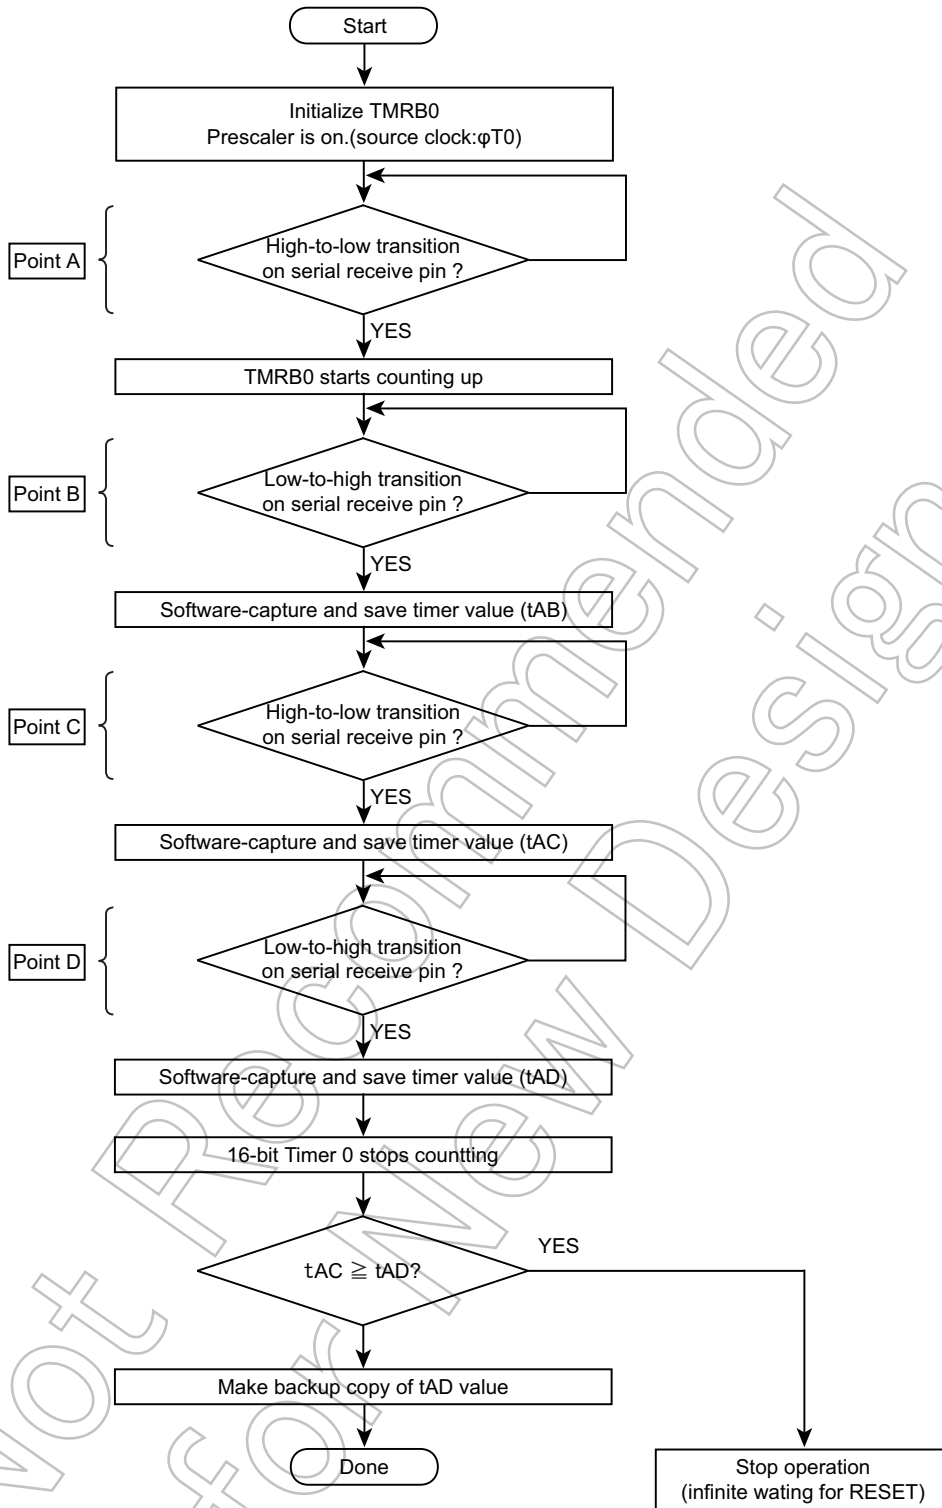 Start
Initialize TMRB0
Prescaler is on.(source clock:φT0)
High-to-low transition
on serial receive pin ?
Point A
YES
TMRB0 starts counting up
Low-to-high transition
on serial receive pin ?
Point B
YES
Software-capture and save timer value (tAB)
High-to-low transition
on serial receive pin ?
Point C
YES
Software-capture and save timer value (tAC)
Low-to-high transition
on serial receive pin ?
Point D
YES
Software-capture and save timer value (tAD)
16-bit Timer 0 stops countting
tAC ≧ tAD?
YES
Make backup copy of tAD value
Done
Stop operation
(infinite wating for RESET)
Not Recommended
for New Design